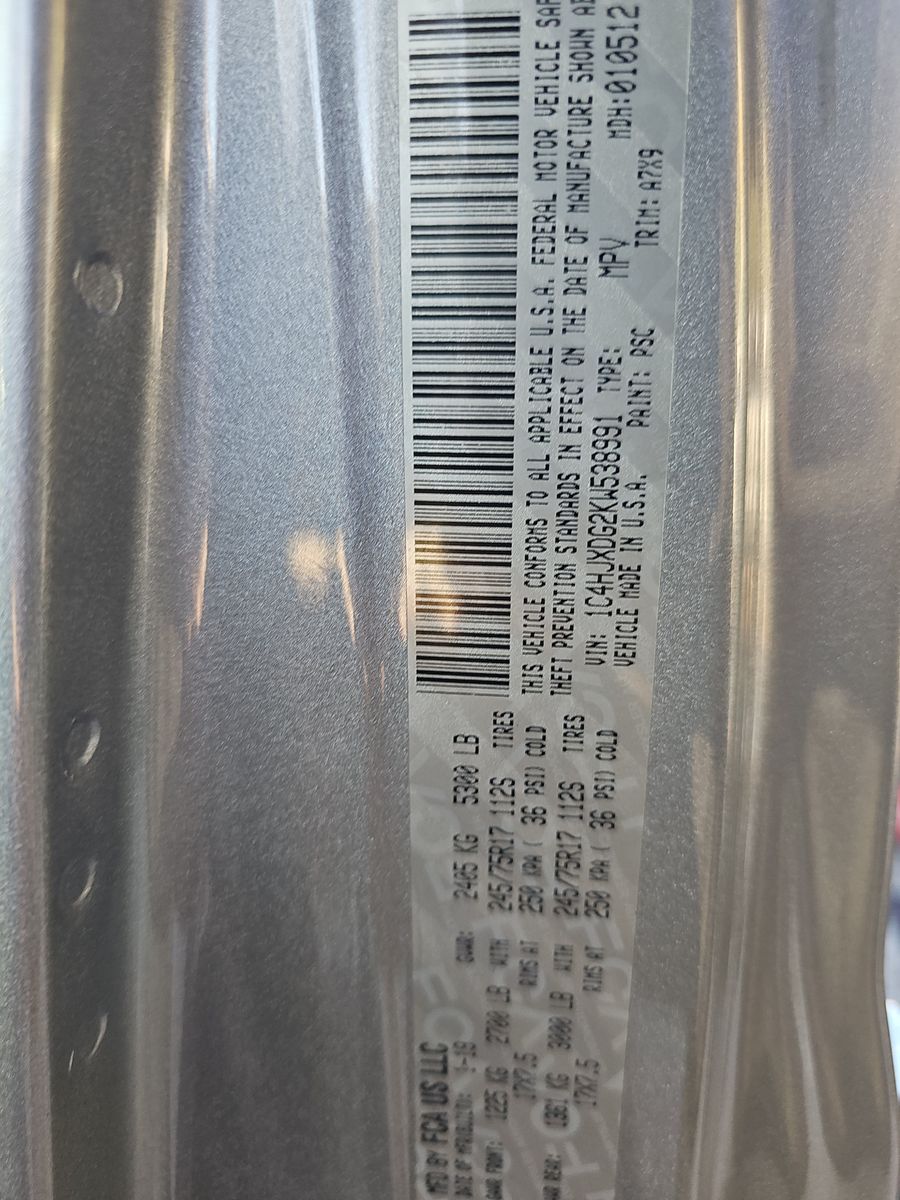 MFD BY FCA US LLC
DATE OF MFR 1-19 GVWR: 2405 KG 5300 LB
GAWR FRONT: 1225 KG 2700 LB WITH 245/75R17 112S TIRES
17X7.5 RIMS AT 250 KPA ( 36 PSI) COLD
GAWR REAR: 1361 KG 3000 LB WITH 245/75R17 112S TIRES
17X7.5 RIMS AT 250 KPA ( 36 PSI) COLD
THIS VEHICLE CONFORMS TO ALL APPLICABLE U.S.A. FEDERAL MOTOR VEHICLE SAF
THEFT PREVENTION STANDARDS IN EFFECT ON THE DATE OF MANUFACTURE SHOWN AB
VIN: 1C4HJXDG2KW538991 TYPE: MPV MDH:010512
VEHICLE MADE IN U.S.A. PAINT: PSC TRIM: A7X9